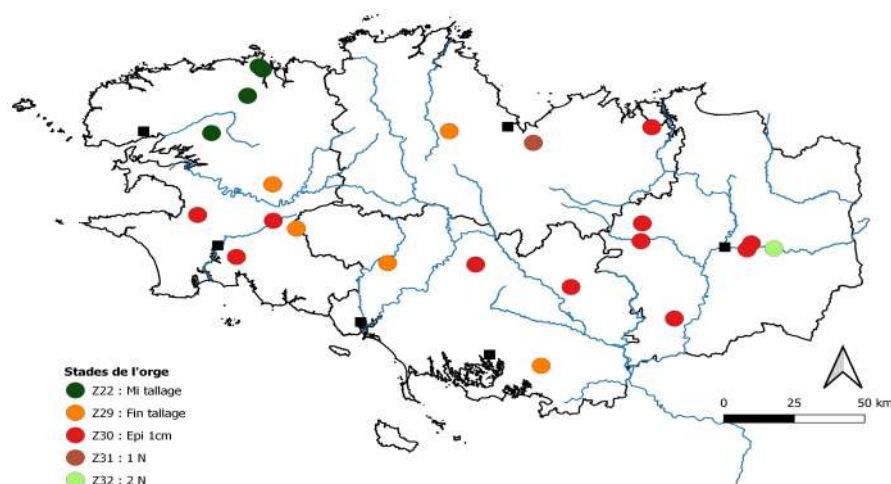 Stades de l'orge
Z22 : Mi tallage
Z29 : Fin tallage
Z30 : Epi 1cm
Z31 : 1 N
Z32 : 2 N
0 25 50 km